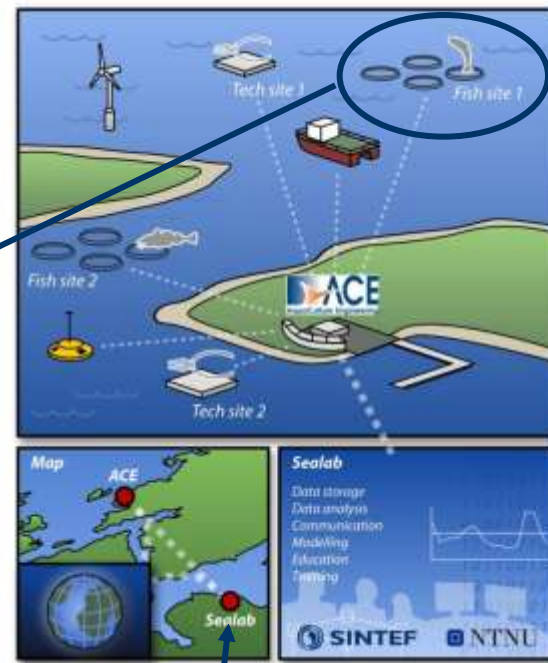 Tech site 1
Fish site 1
Fish site 2
ACE
Tech site 2
Map
ACE
Sealab
Sealab
Data storage
Data analysis
Communication
Modelling
Education
Training
SINTEF
NTNU